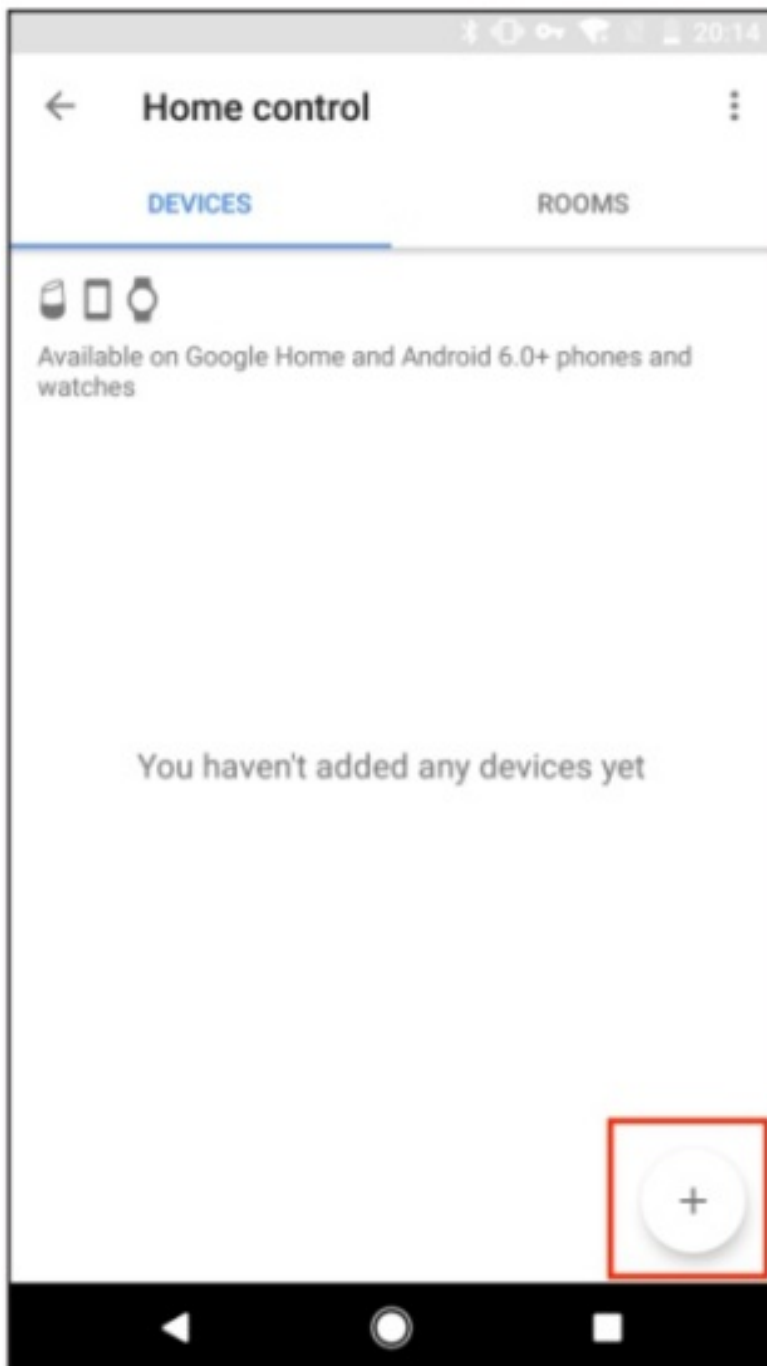 20:14
Home control
DEVICES
ROOMS
Available on Google Home and Android 6.0+ phones and
watches
You haven't added any devices yet
+